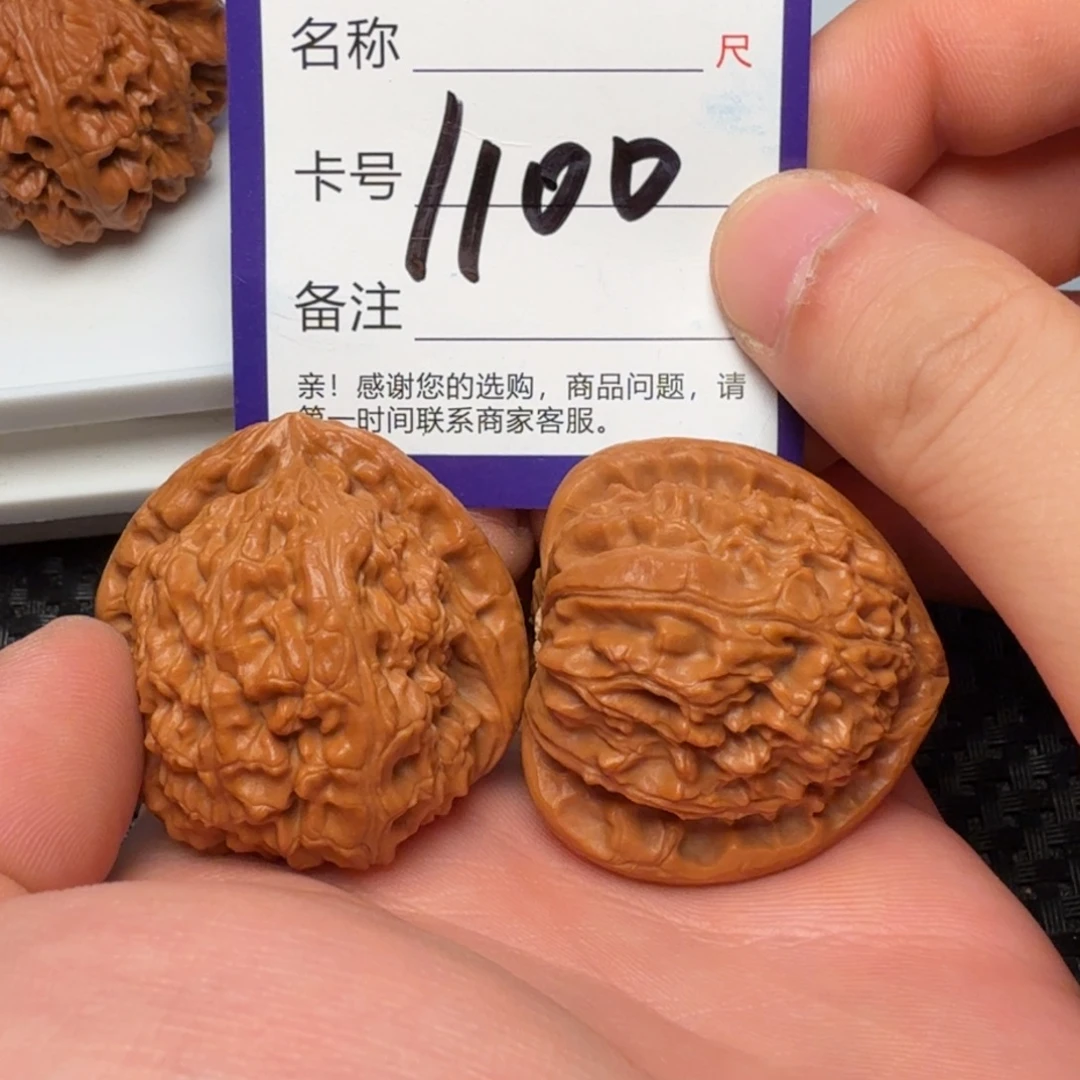 名称 尺
卡号 1100
备注
亲！感谢您的选购，商品问题，请
第一时间联系商家客服。